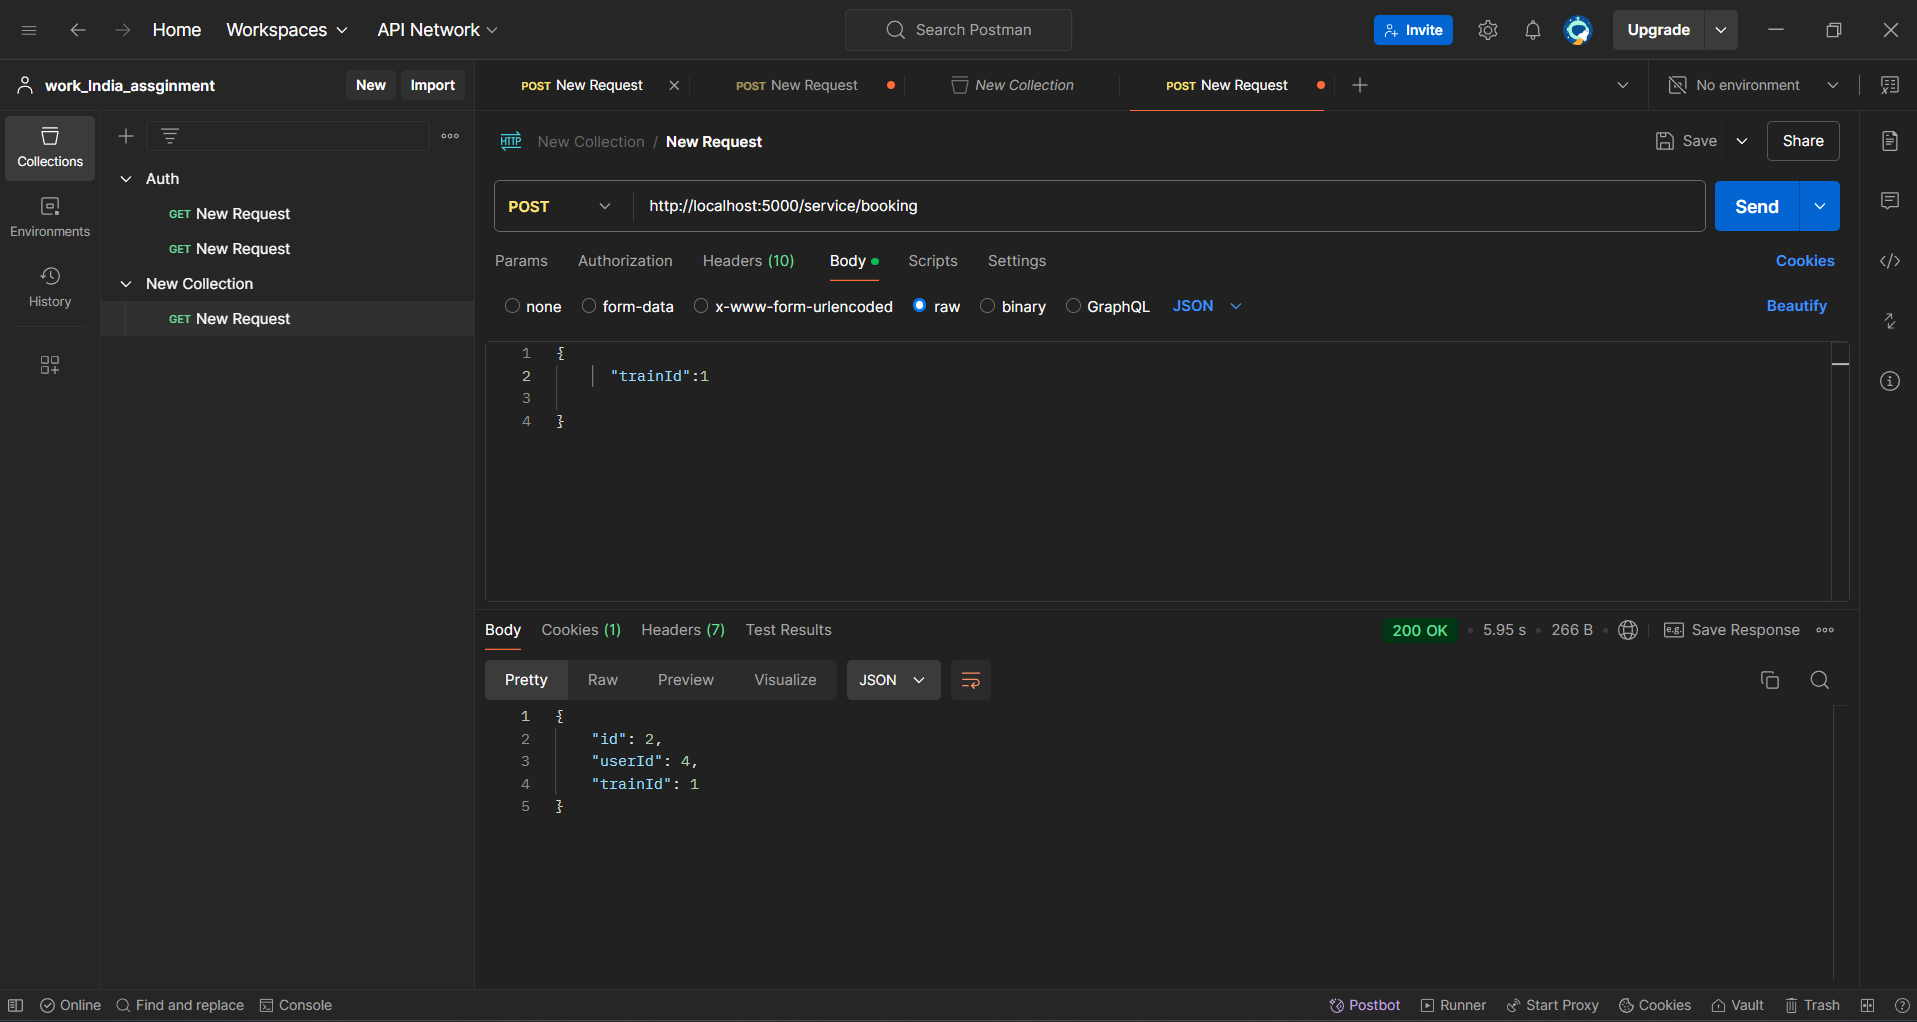 Home Workspaces API Network Search Postman Invite Upgrade
work_India_assginment New Import
POST New Request POST New Request New Collection POST New Request No environment
Collections
Environments
History
Auth
GET New Request
GET New Request
New Collection
GET New Request
HTTP New Collection / New Request Save Share
POST http://localhost:5000/service/booking Send
Params Authorization Headers (10) Body Scripts Settings Cookies
none form-data x-www-form-urlencoded raw binary GraphQL JSON Beautify
1 {
2 "trainId":1
3
4 }
Body Cookies (1) Headers (7) Test Results 200 OK 5.95 s 266 B e.g. Save Response
Pretty Raw Preview Visualize JSON
1 {
2 "id": 2,
3 "userId": 4,
4 "trainId": 1
5 }
Online Find and replace Console Postbot Runner Start Proxy Cookies Vault Trash